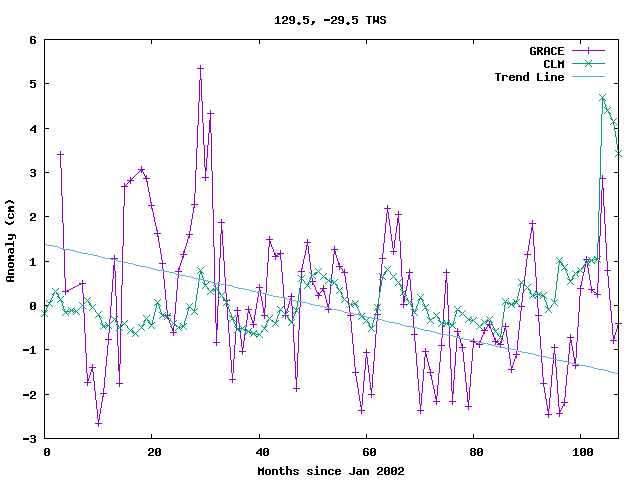 129.5, -29.5 TWS
GRACE
CLM
Trend Line
6
5
4
3
2
1
0
-1
-2
-3
Anomaly (cm)
0 20 40 60 80 100
Months since Jan 2002